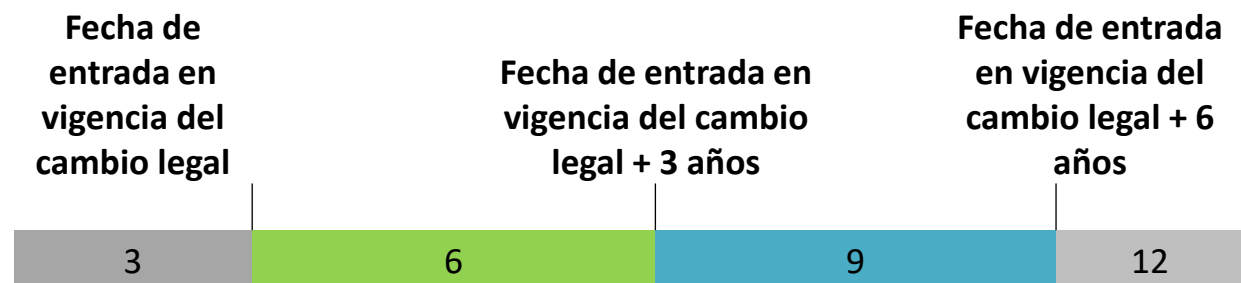 Fecha de
entrada en
vigencia del
cambio legal
Fecha de entrada en
vigencia del cambio
legal + 3 años
Fecha de entrada
en vigencia del
cambio legal + 6
años
3
6
9
12